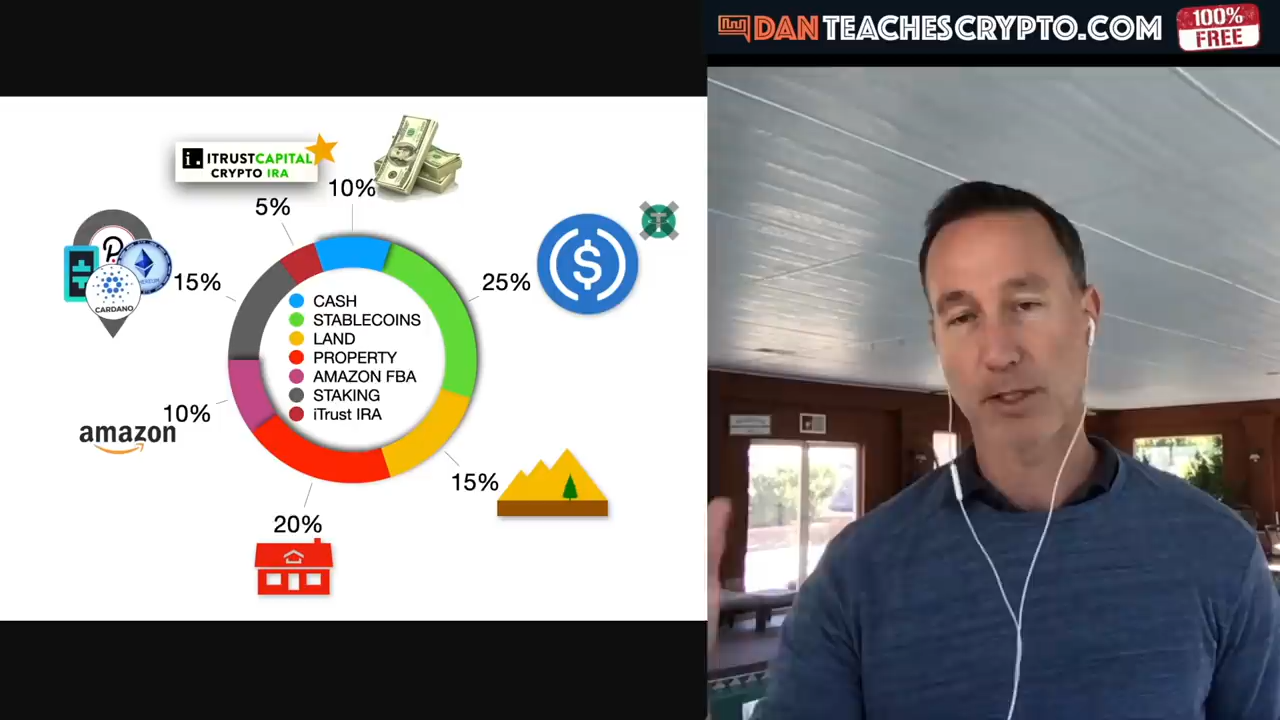 DANTEACHESCRYPTO.COM
100%
FREE
i. ITRUSTCAPITAL
CRYPTO IRA
10%
5%
25%
15%
CARDANO
CASH
STABLECOINS
LAND
PROPERTY
AMAZON FBA
STAKING
iTrust IRA
10%
amazon
15%
20%